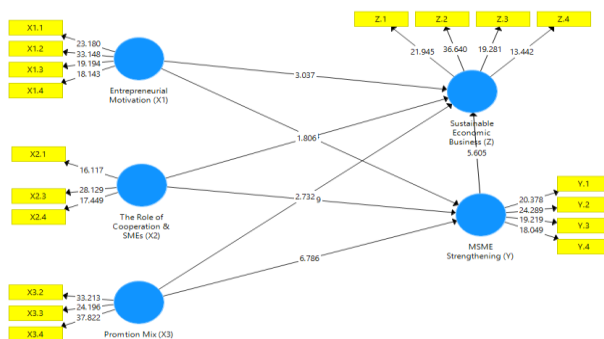 X1.1
X1.2
X1.3
X1.4
23.180
33.148
19.194
18.143
Entrepreneurial
Motivation (X1)
Z.1
Z.2
Z.3
Z.4
21.945
36.640
19.281
13.442
3.037
Sustainable
Economic
Business (Z)
1.806
5.605
X2.1
X2.3
X2.4
16.117
28.129
17.449
The Role of
Cooperation &
SMEs (X2)
2.732
20.378
24.289
19.219
18.049
Y.1
Y.2
Y.3
Y.4
MSME
Strengthening (Y)
6.786
X3.2
X3.3
X3.4
33.213
24.196
37.822
Promtion Mix (X3)